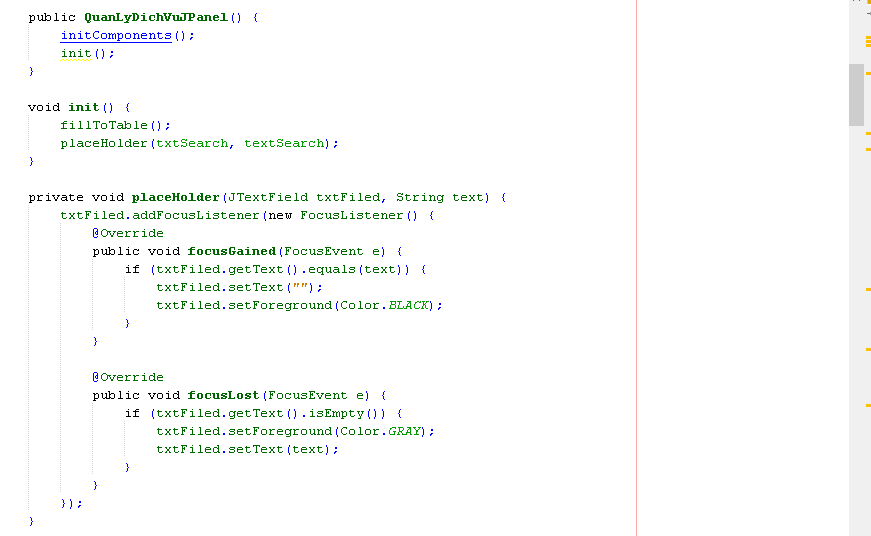 public QuanLyDichVuJPanel() {
    initComponents();
    init();
}

void init() {
    fillToTable();
    placeHolder(txtSearch, textSearch);
}

private void placeHolder(JTextField txtFiled, String text) {
    txtFiled.addFocusListener(new FocusListener() {
        @Override
        public void focusGained(FocusEvent e) {
            if (txtFiled.getText().equals(text)) {
                txtFiled.setText("");
                txtFiled.setForeground(Color.BLACK);
            }
        }

        @Override
        public void focusLost(FocusEvent e) {
            if (txtFiled.getText().isEmpty()) {
                txtFiled.setForeground(Color.GRAY);
                txtFiled.setText(text);
            }
        }
    });
}